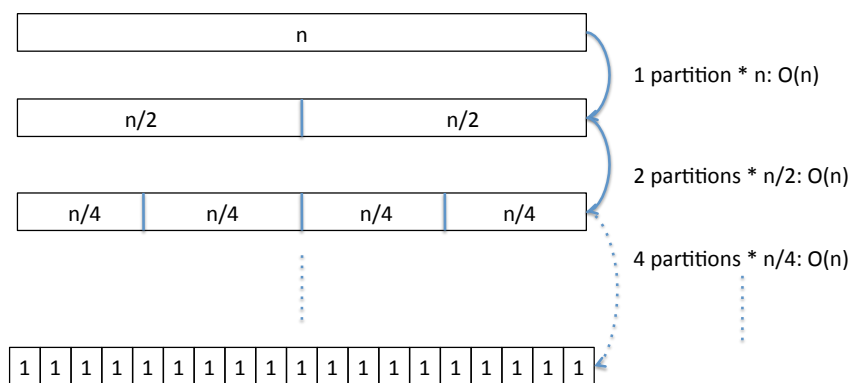 n
1 partition * n: O(n)
n/2 n/2
2 partitions * n/2: O(n)
n/4 n/4 n/4 n/4
4 partitions * n/4: O(n)
1 1 1 1 1 1 1 1 1 1 1 1 1 1 1 1 1 1 1